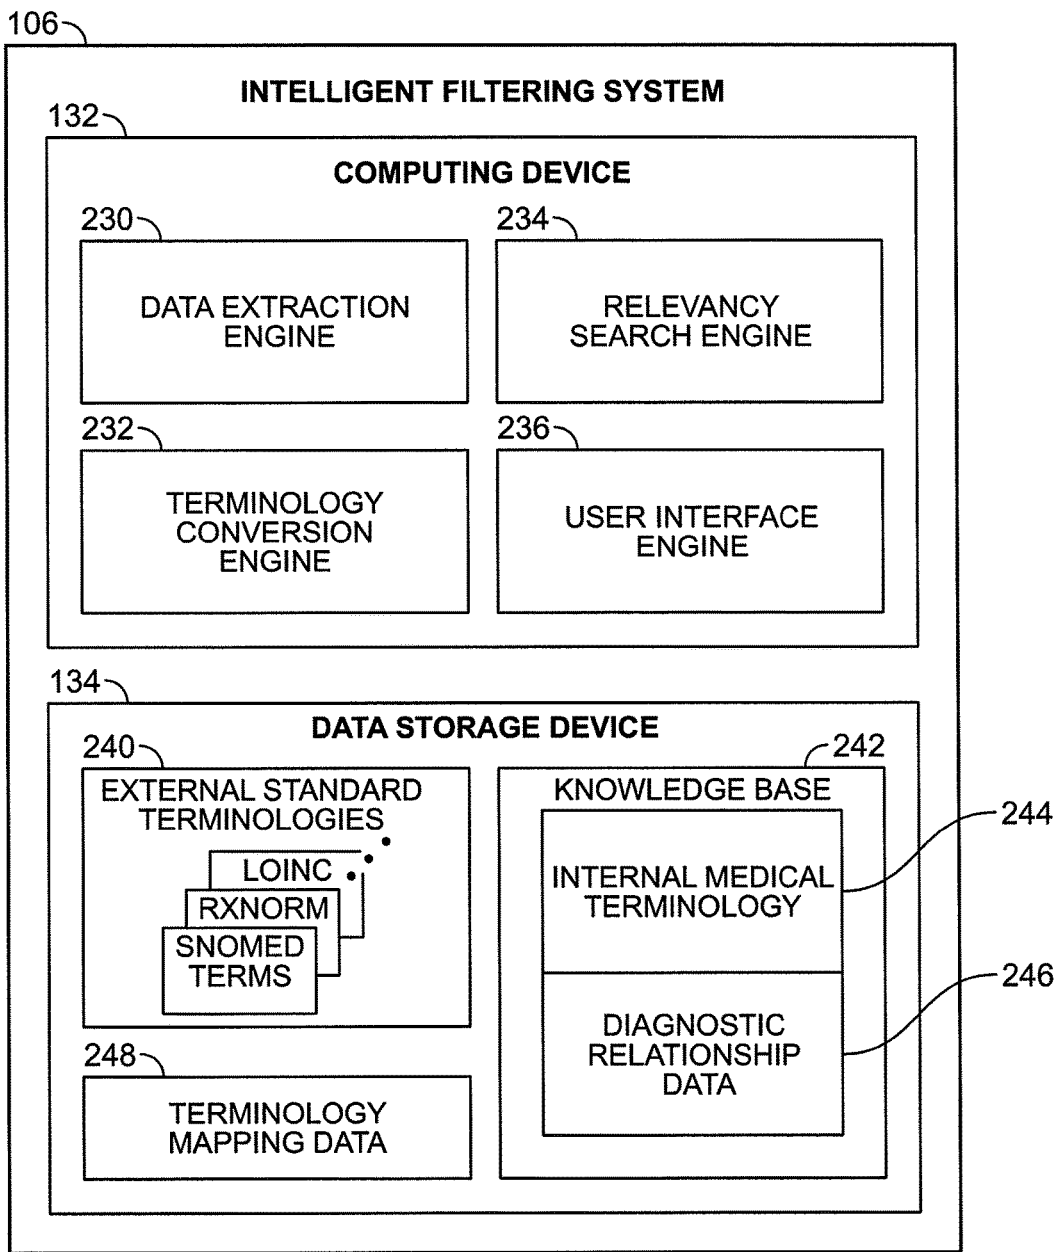 106
INTELLIGENT FILTERING SYSTEM
132
COMPUTING DEVICE
230
DATA EXTRACTION
ENGINE
234
RELEVANCY
SEARCH ENGINE
232
TERMINOLOGY
CONVERSION
ENGINE
236
USER INTERFACE
ENGINE
134
DATA STORAGE DEVICE
240
EXTERNAL STANDARD
TERMINOLOGIES
LOINC
RXNORM
SNOMED
TERMS
242
KNOWLEDGE BASE
INTERNAL MEDICAL
TERMINOLOGY
244
DIAGNOSTIC
RELATIONSHIP
DATA
246
248
TERMINOLOGY
MAPPING DATA